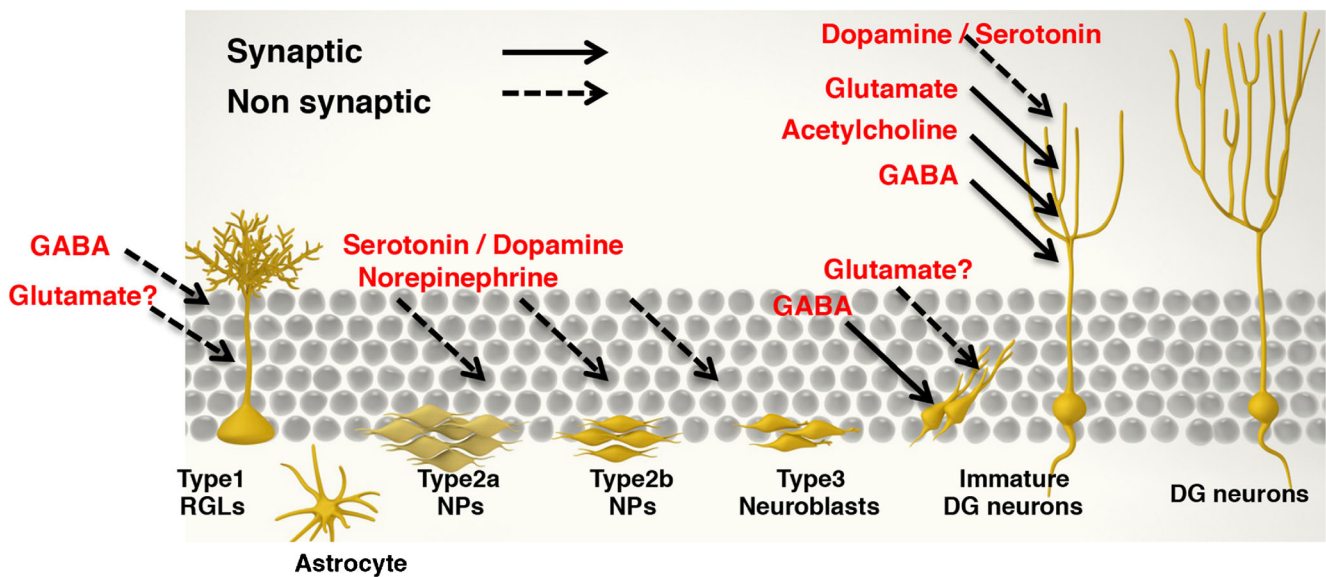 Synaptic
Non synaptic
Dopamine / Serotonin
Glutamate
Acetylcholine
GABA
GABA
Glutamate?
Serotonin / Dopamine
Norepinephrine
Glutamate?
GABA
Type1
RGLs
Astrocyte
Type2a
NPs
Type2b
NPs
Type3
Neuroblasts
Immature
DG neurons
DG neurons